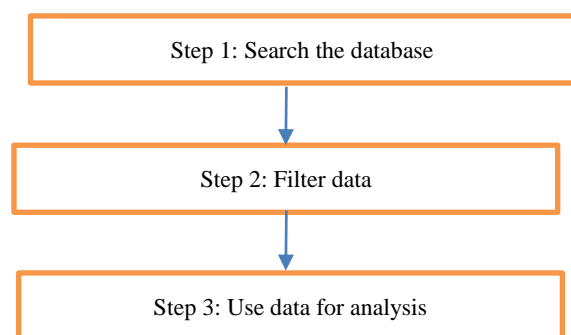 Step 1: Search the database
Step 2: Filter data
Step 3: Use data for analysis